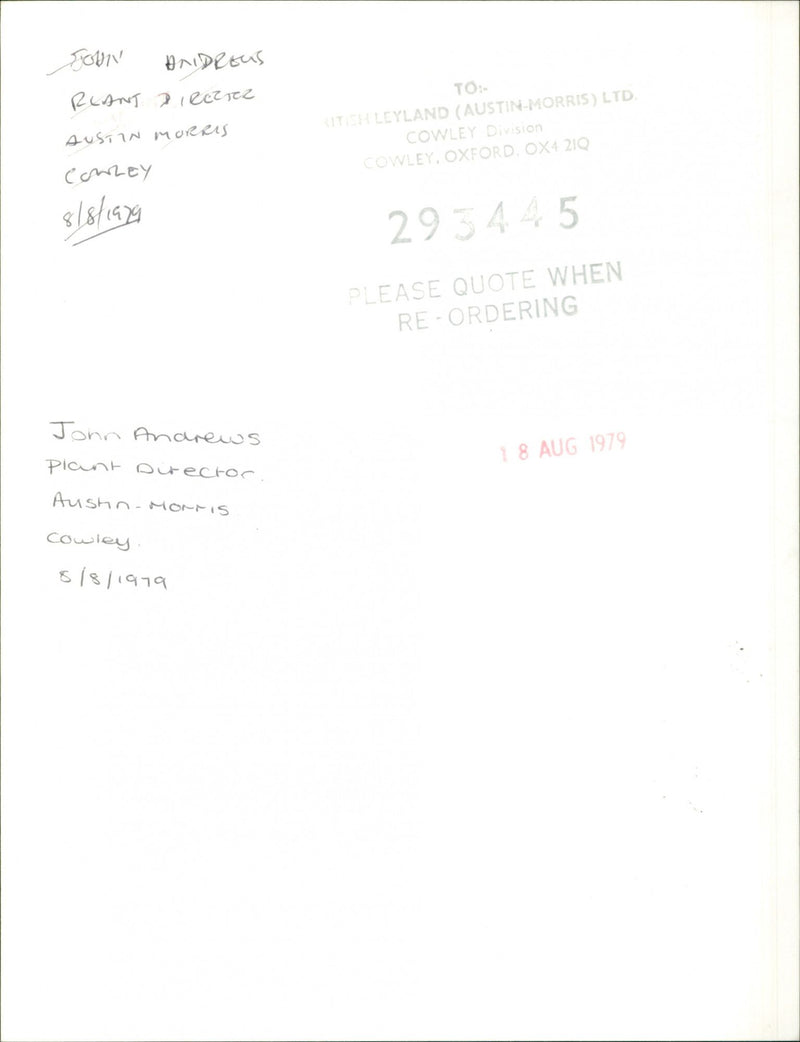 JOHN ANDREWS
PLANT DIRECTOR
AUSTIN MORRIS
COWLEY
8/8/1979
TO:-
ITISH LEYLAND (AUSTIN-MORRIS) LTD.
COWLEY Division
COWLEY, OXFORD. OX4 2IQ
293445
PLEASE QUOTE WHEN
RE-ORDERING
John Andrews
Plant Director.
Austin-Morris
Cowley.
8/8/1979
18 AUG 1979